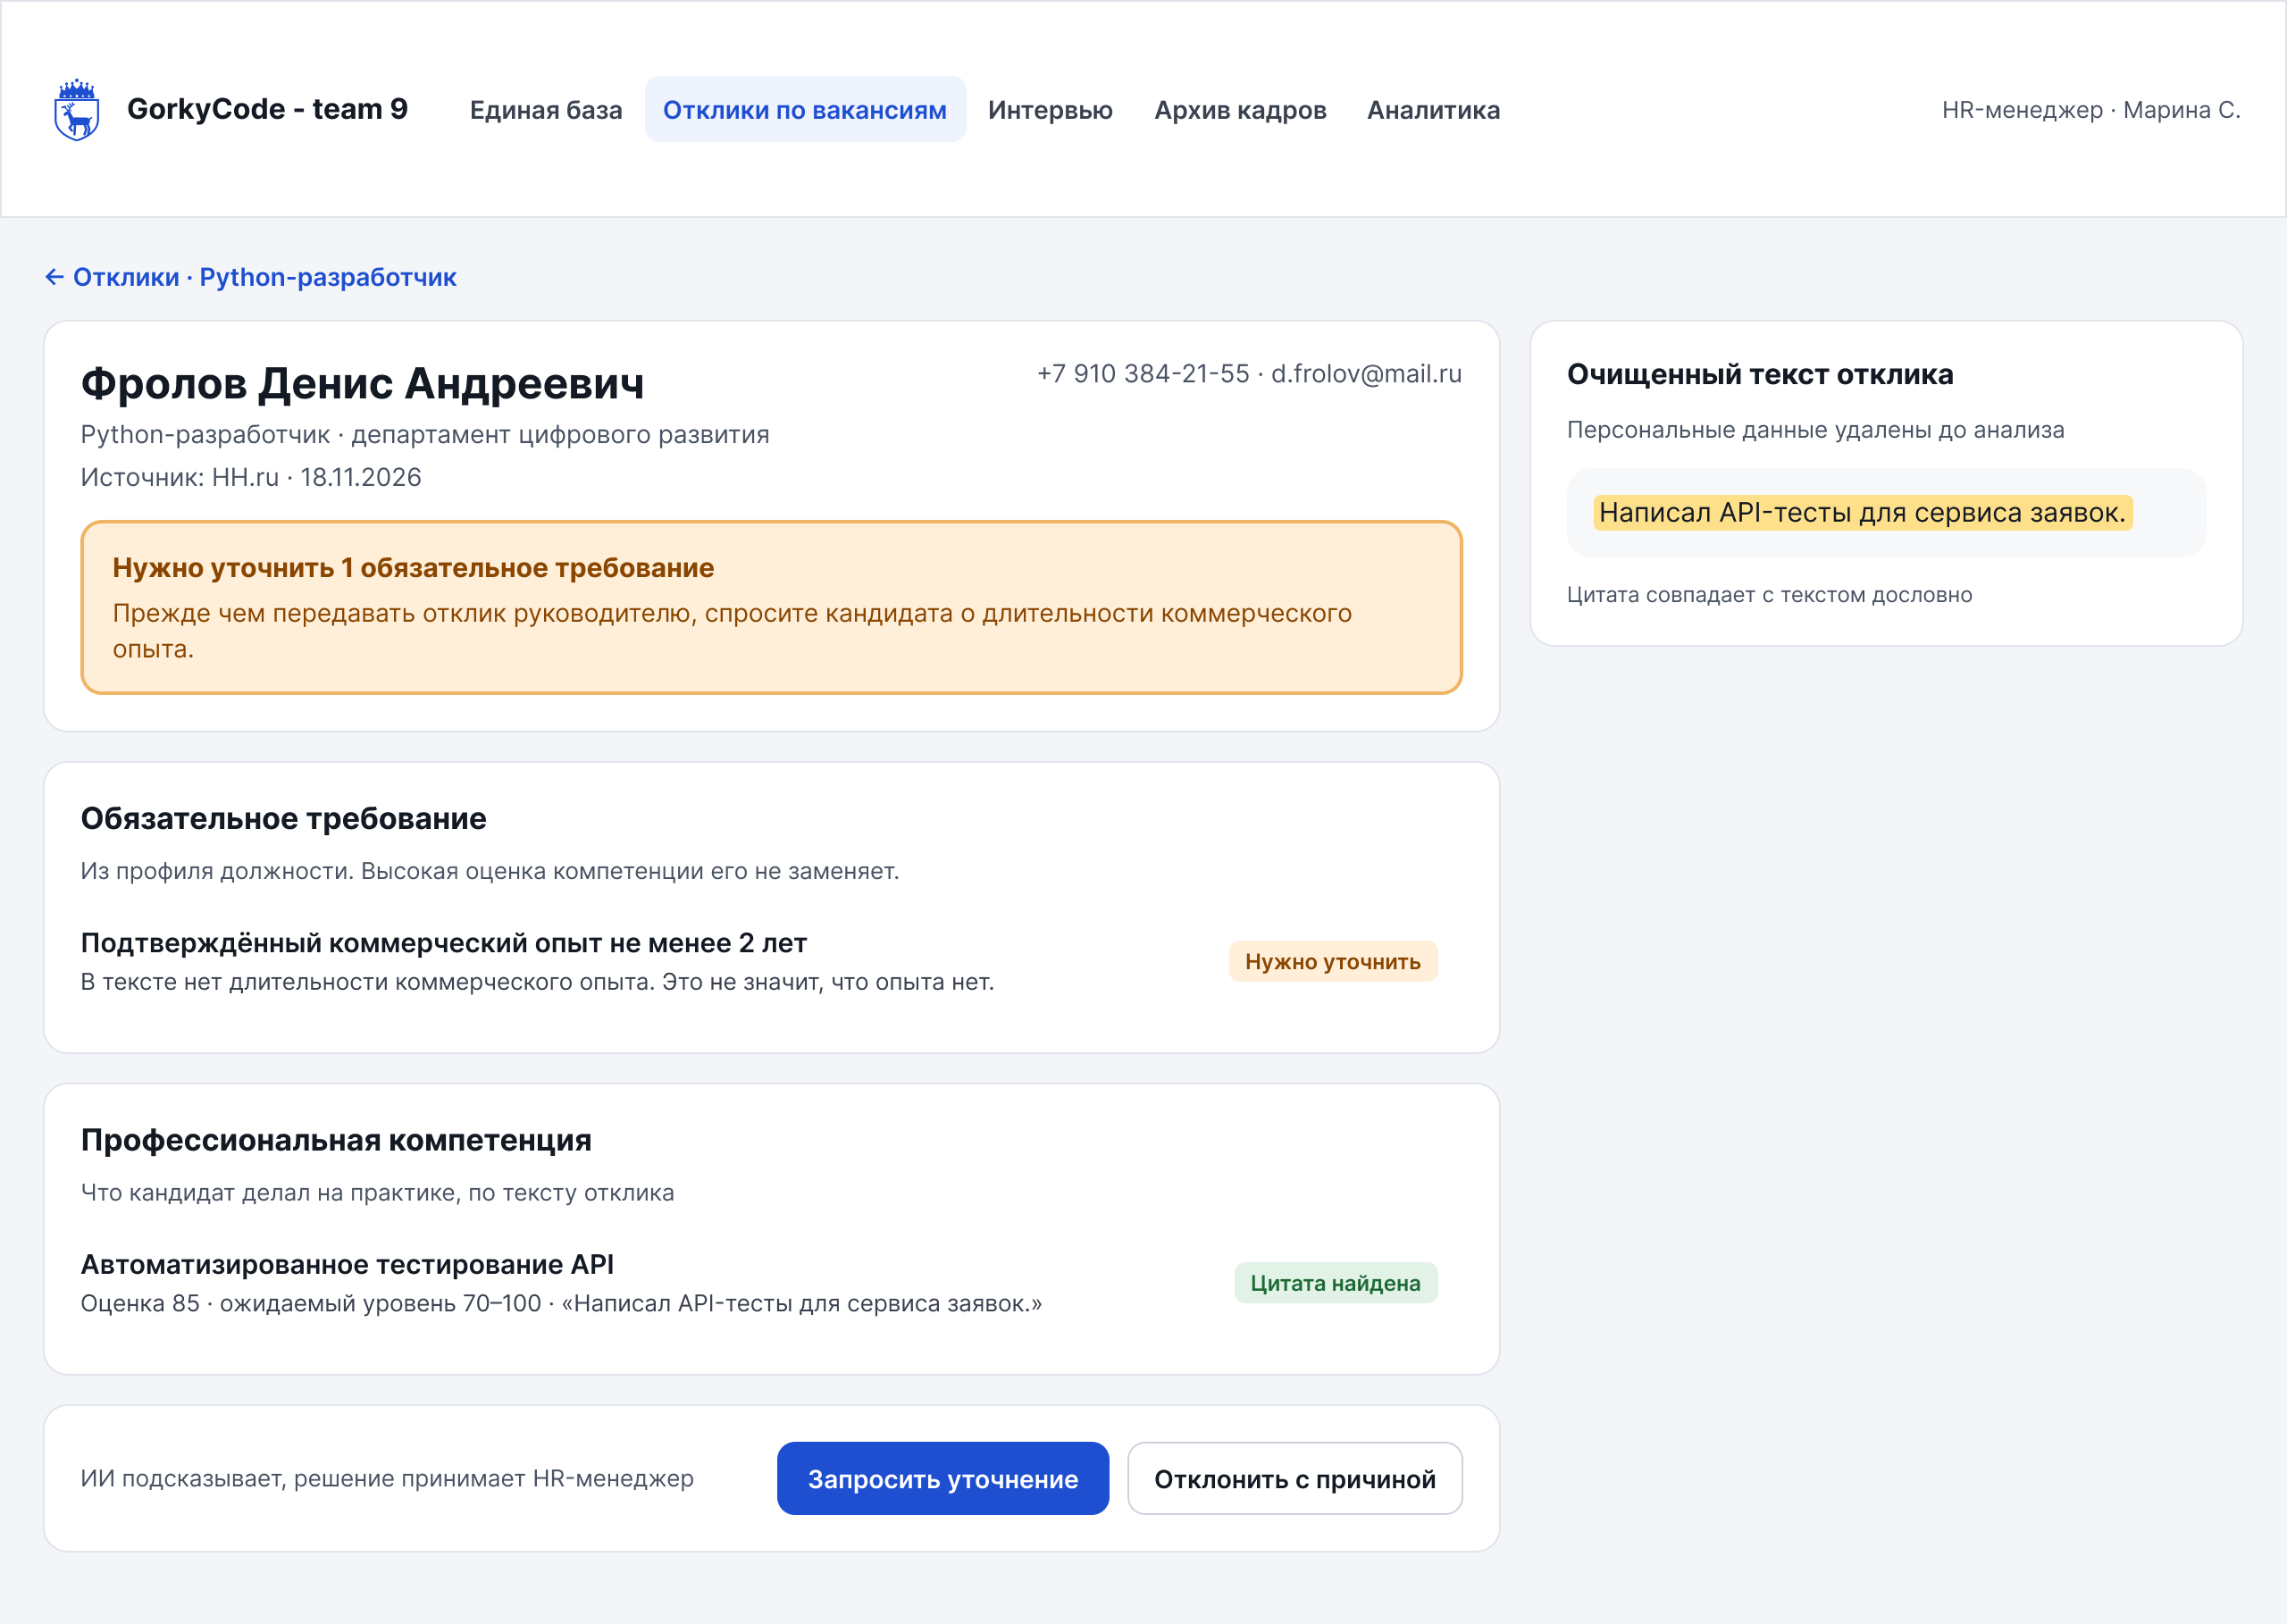 GorkyCode - team 9
Единая база
Отклики по вакансиям
Интервью
Архив кадров
Аналитика
HR-менеджер · Марина С.
← Отклики · Python-разработчик
Фролов Денис Андреевич
+7 910 384-21-55 · d.frolov@mail.ru
Python-разработчик · департамент цифрового развития
Источник: HH.ru · 18.11.2026
Нужно уточнить 1 обязательное требование
Прежде чем передавать отклик руководителю, спросите кандидата о длительности коммерческого
опыта.
Обязательное требование
Из профиля должности. Высокая оценка компетенции его не заменяет.
Подтверждённый коммерческий опыт не менее 2 лет
В тексте нет длительности коммерческого опыта. Это не значит, что опыта нет.
Нужно уточнить
Профессиональная компетенция
Что кандидат делал на практике, по тексту отклика
Автоматизированное тестирование API
Оценка 85 · ожидаемый уровень 70–100 · «Написал API-тесты для сервиса заявок.»
Цитата найдена
ИИ подсказывает, решение принимает HR-менеджер
Запросить уточнение
Отклонить с причиной
Очищенный текст отклика
Персональные данные удалены до анализа
Написал API-тесты для сервиса заявок.
Цитата совпадает с текстом дословно